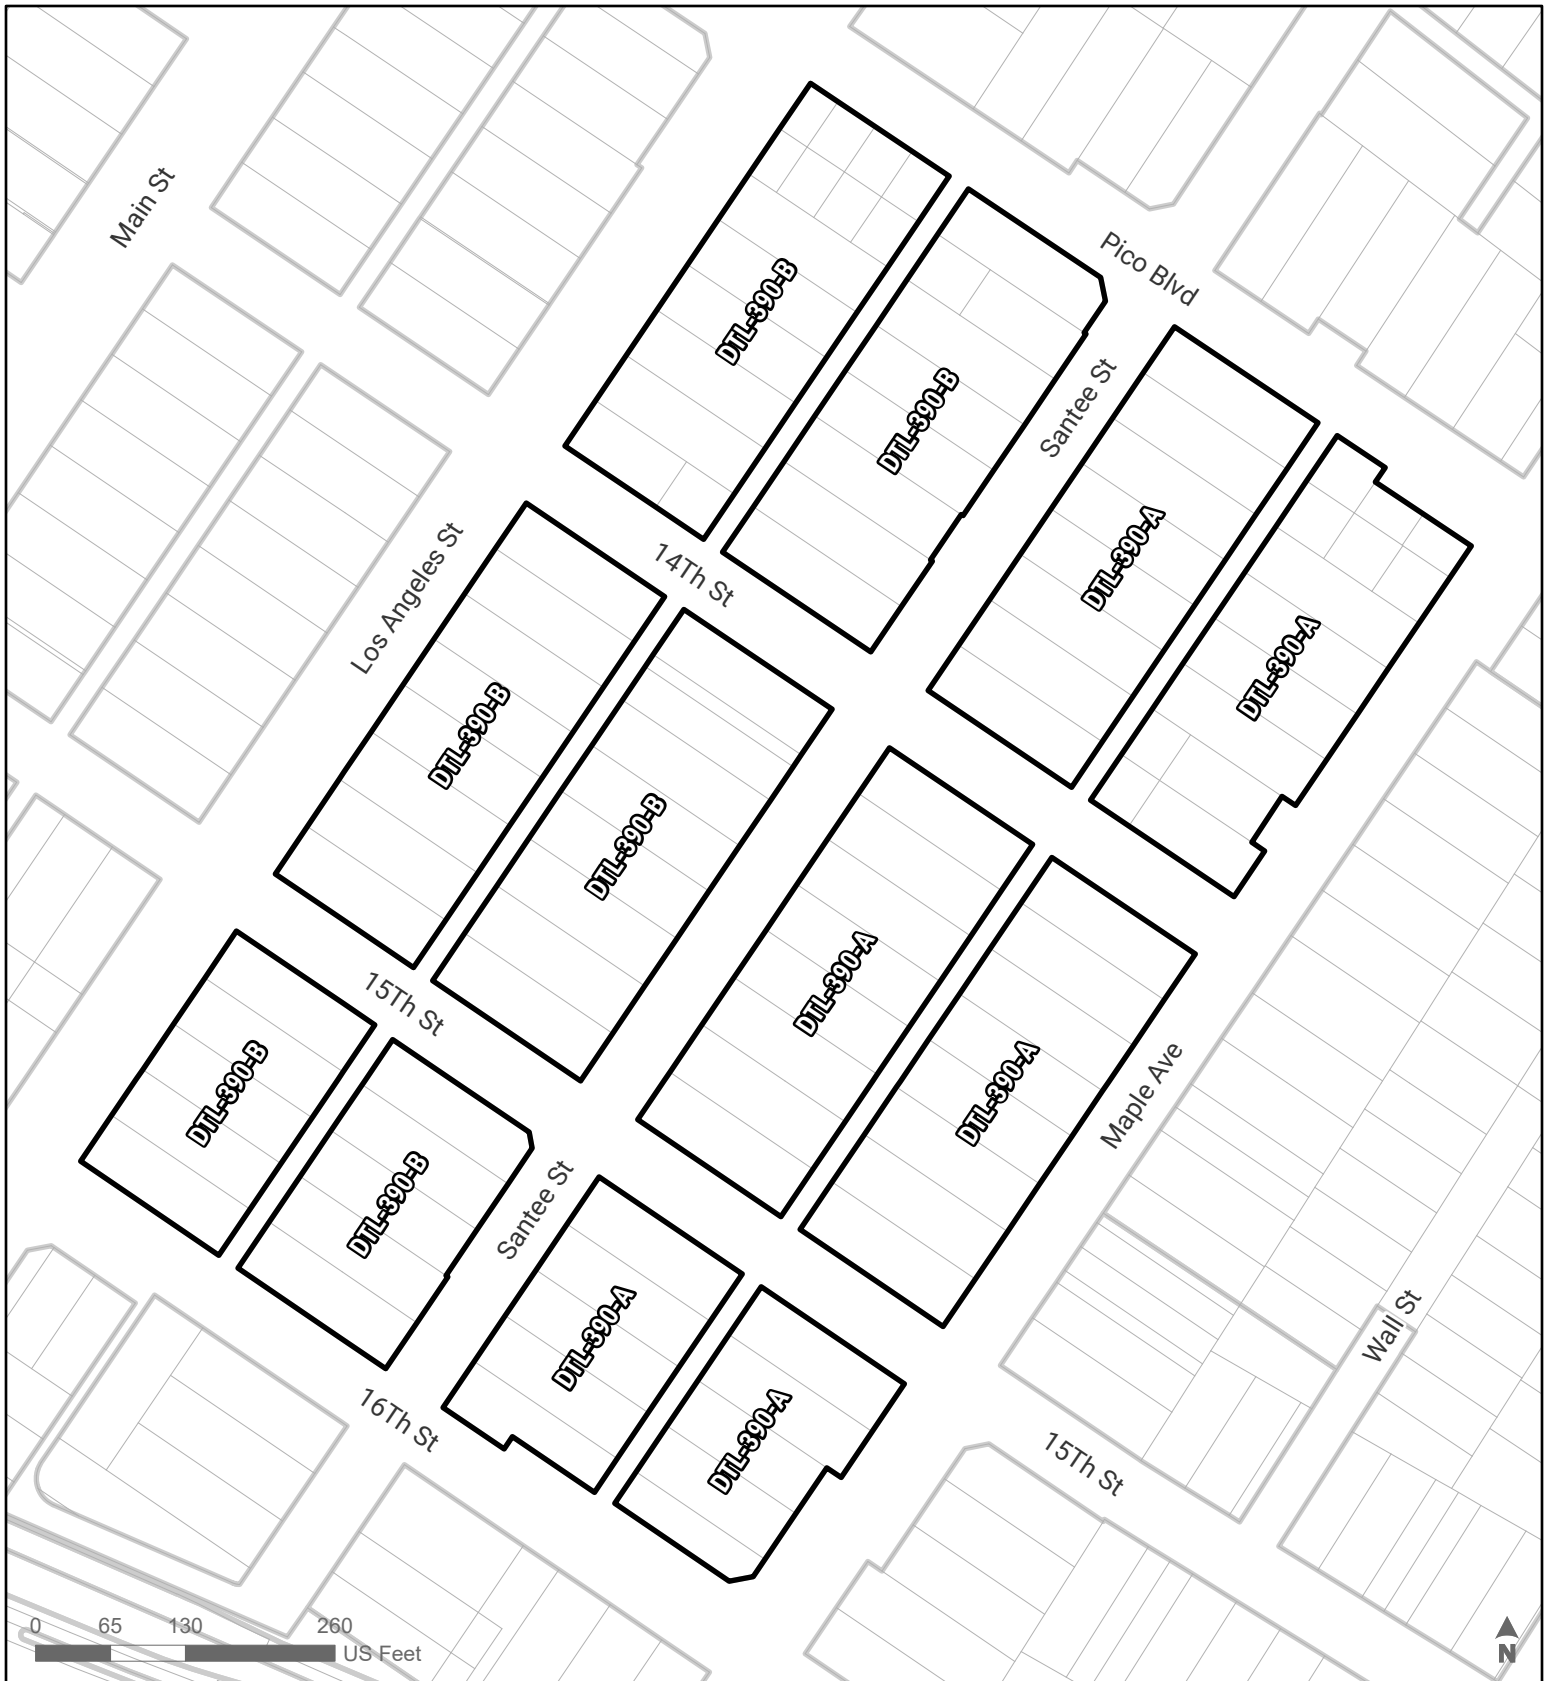 Main St
Pico Blvd
DTL-390-B
DTL-390-B
Santee St
DTL-390-A
DTL-390-A
Los Angeles St
14Th St
DTL-390-B
DTL-390-B
DTL-390-A
DTL-390-A
Maple Ave
15Th St
DTL-390-B
DTL-390-B
Santee St
DTL-390-A
DTL-390-A
Wall St
16Th St
15Th St
0 65 130 260
US Feet
N